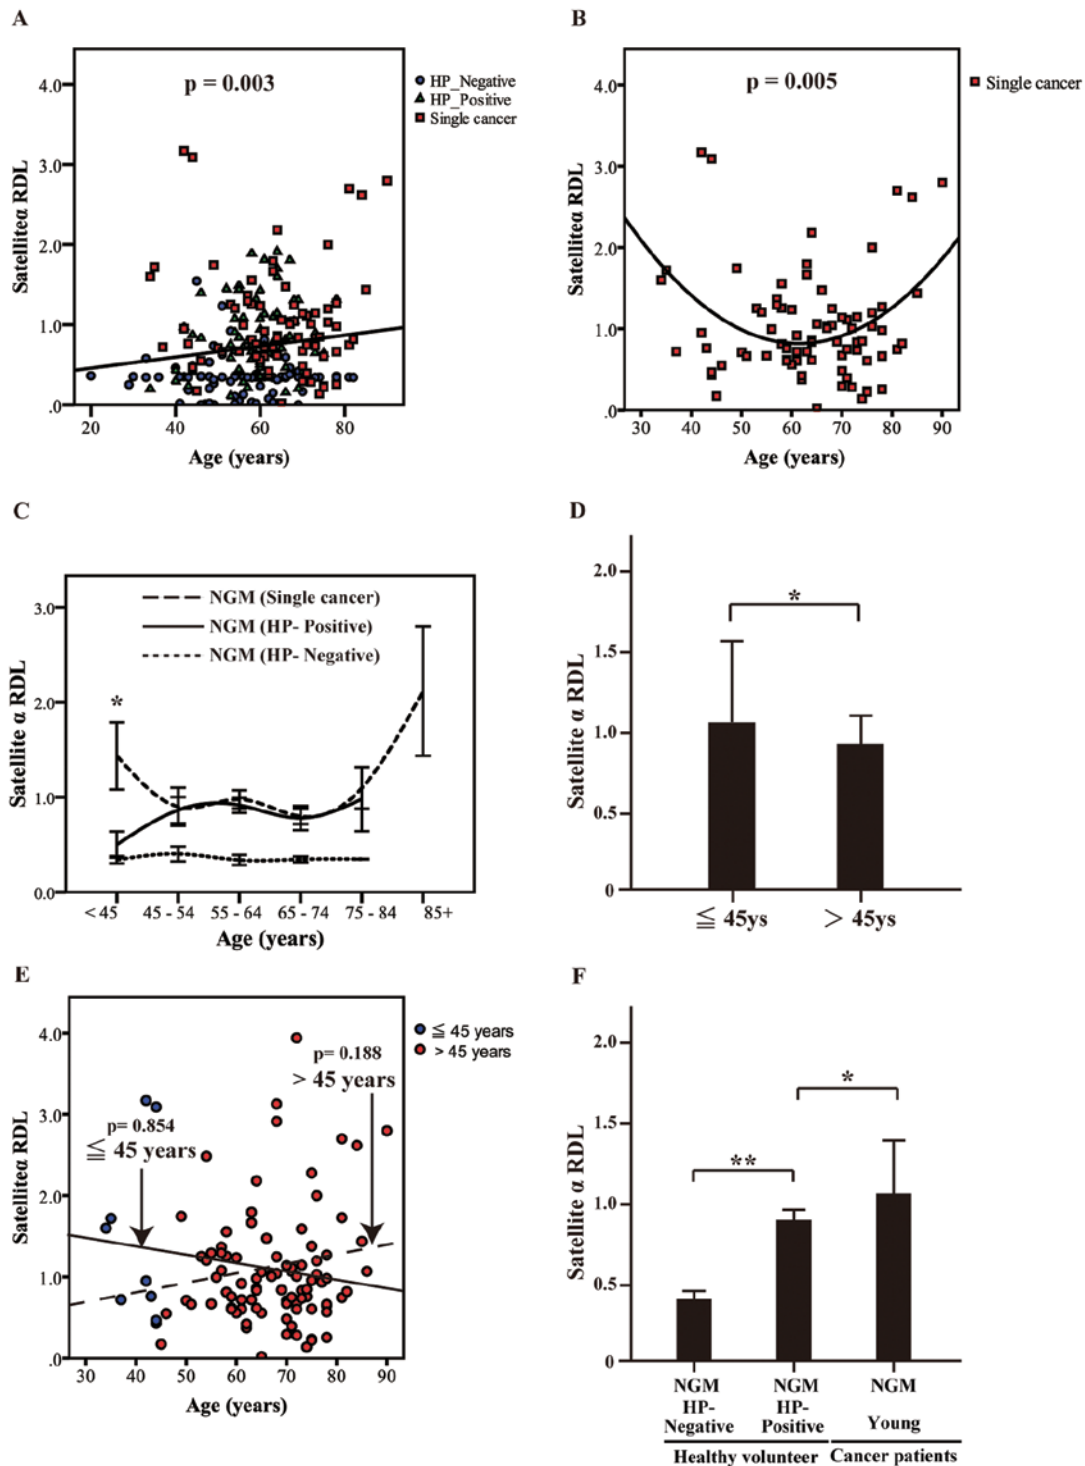 A
p = 0.003
HP_Negative
HP_Positive
Single cancer
4.0
3.0
2.0
1.0
.0
20
40
60
80
Satelliteα RDL
Age (years)
B
p = 0.005
Single cancer
4.0
3.0
2.0
1.0
.0
30
40
50
60
70
80
90
Satelliteα RDL
Age (years)
C
NGM (Single cancer)
NGM (HP- Positive)
NGM (HP- Negative)
3.0
2.0
1.0
0.0
*
< 45
45 - 54
55 - 64
65 - 74
75 - 84
85+
Satellite α RDL
Age (years)
D
2.0
1.5
1.0
0.5
0
*
≦ 45ys
> 45ys
Satellite α RDL
E
≦ 45 years
> 45 years
p= 0.188
> 45 years
p= 0.854
≦ 45 years
4.0
3.0
2.0
1.0
.0
30
40
50
60
70
80
90
Satelliteα RDL
Age (years)
F
2.0
1.5
1.0
0.5
0
*
**
Satellite α RDL
NGM
HP-
Negative
NGM
HP-
Positive
NGM
Young
Healthy volunteer
Cancer patients